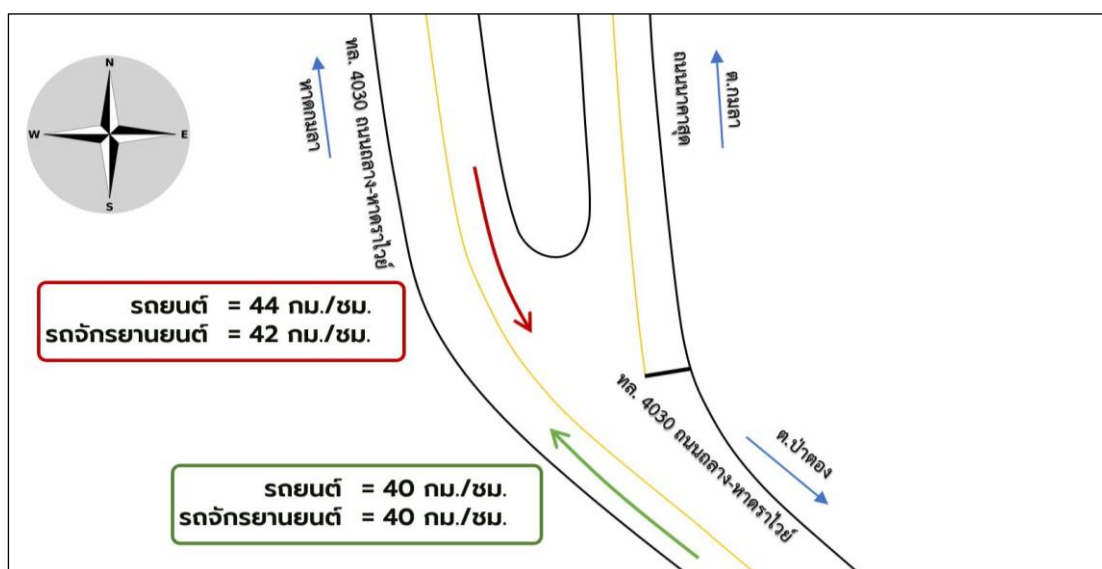 N
W
E
S
หาดกมลา
ทล. 4030 ถนนถลาง-หาดราไวย์
ถนนนาคาสุด
ต.กมลา
รถยนต์ = 44 กม./ชม.
รถจักรยานยนต์ = 42 กม./ชม.
ทล. 4030 ถนนถลาง-หาดราไวย์
ต.ป่าตอง
รถยนต์ = 40 กม./ชม.
รถจักรยานยนต์ = 40 กม./ชม.